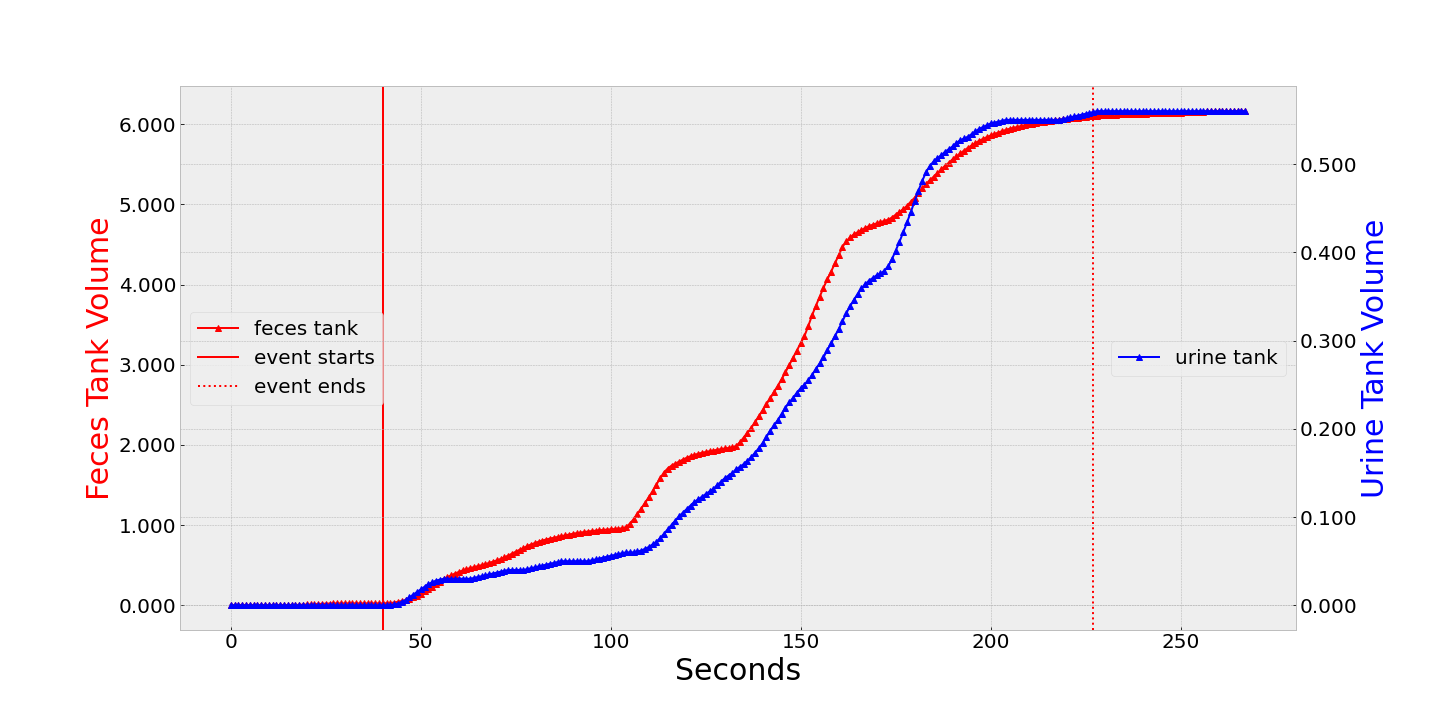 6.000
5.000
4.000
3.000
2.000
1.000
0.000
Feces Tank Volume
feces tank
event starts
event ends
urine tank
0.500
0.400
0.300
0.200
0.100
0.000
Urine Tank Volume
0 50 100 150 200 250
Seconds